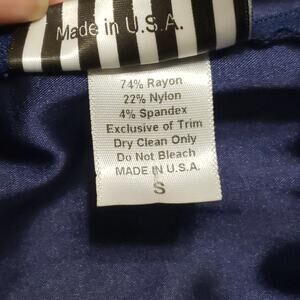 Made in U.S.A.
74% Rayon
22% Nylon
4% Spandex
Exclusive of Trim
Dry Clean Only
Do Not Bleach
MADE IN U.S.A.
S